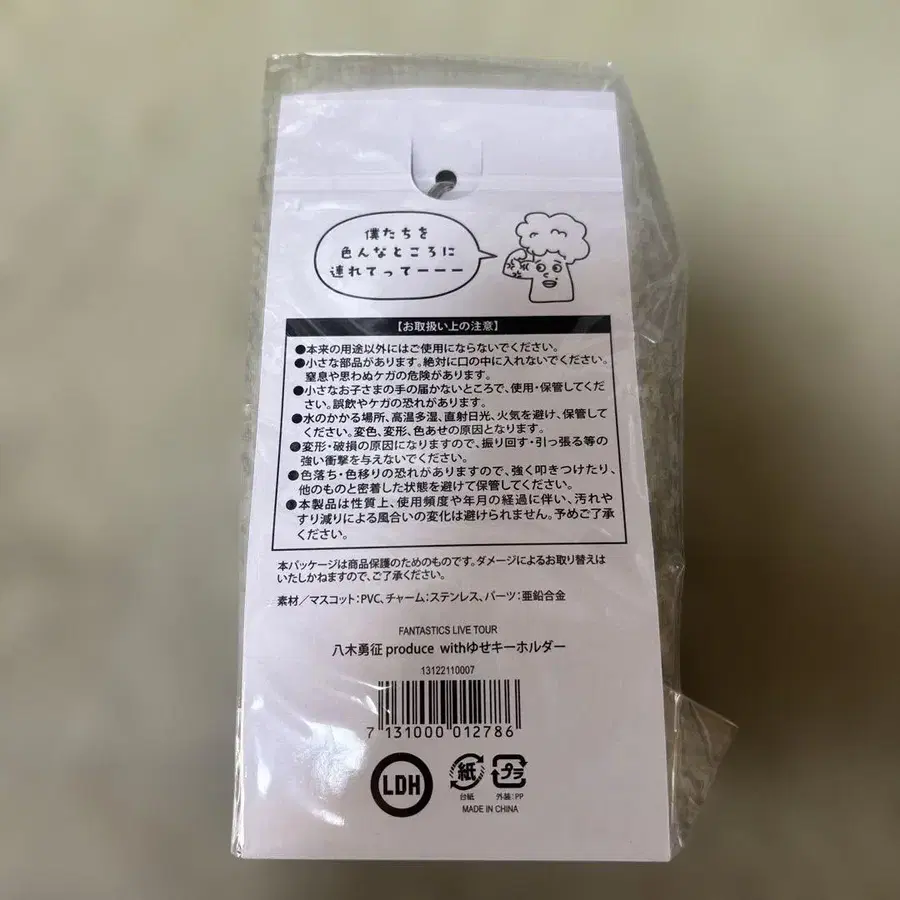 僕たちを
色んなところに
連れてってーーー
【お取扱い上の注意】
●本来の用途以外にはご使用にならないでください。
●小さな部品があります。絶対に口の中に入れないでください。
窒息や思わぬケガの危険があります。
●小さなお子さまの手の届かないところで、使用・保管してくだ
さい。誤飲やケガの恐れがあります。
●水のかかる場所、高温多湿、直射日光、火気を避け、保管して
ください。変色、変形、色あせの原因となります。
●変形・破損の原因になりますので、振り回す・引っ張る等の
強い衝撃を与えないでください。
●色落ち・色移りの恐れがありますので、強く叩きつけたり、
他のものと密着した状態を避けて保管してください。
●本製品は性質上、使用頻度や年月の経過に伴い、汚れや
すり減りによる風合いの変化は避けられません。予めご了承
ください。
本パッケージは商品保護のためのものです。ダメージによるお取り替えは
いたしかねますので、ご了承ください。
素材/マスコット:PVC、チャーム:ステンレス、パーツ:亜鉛合金
FANTASTICS LIVE TOUR
八木勇征 produce withゆせキーホルダー
13122110007
7 131000 012786
LDH
紙
台紙
プラ
外装:PP
MADE IN CHINA